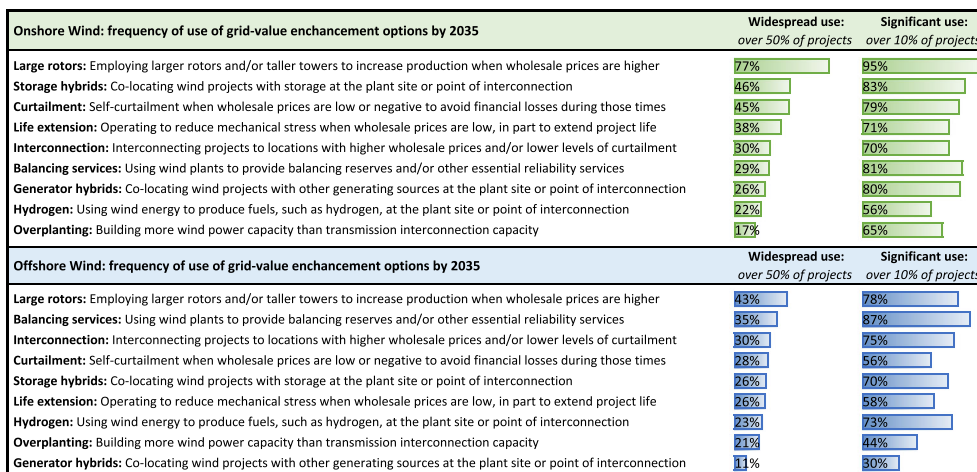 Onshore Wind: frequency of use of grid-value enchancement options by 2035 Widespread use: Significant use:
over 50% of projects over 10% of projects
Large rotors: Employing larger rotors and/or taller towers to increase production when wholesale prices are higher 77% 95%
Storage hybrids: Co-locating wind projects with storage at the plant site or point of interconnection 46% 83%
Curtailment: Self-curtailment when wholesale prices are low or negative to avoid financial losses during those times 45% 79%
Life extension: Operating to reduce mechanical stress when wholesale prices are low, in part to extend project life 38% 71%
Interconnection: Interconnecting projects to locations with higher wholesale prices and/or lower levels of curtailment 30% 70%
Balancing services: Using wind plants to provide balancing reserves and/or other essential reliability services 29% 81%
Generator hybrids: Co-locating wind projects with other generating sources at the plant site or point of interconnection 26% 80%
Hydrogen: Using wind energy to produce fuels, such as hydrogen, at the plant site or point of interconnection 22% 56%
Overplanting: Building more wind power capacity than transmission interconnection capacity 17% 65%
Offshore Wind: frequency of use of grid-value enchancement options by 2035 Widespread use: Significant use:
over 50% of projects over 10% of projects
Large rotors: Employing larger rotors and/or taller towers to increase production when wholesale prices are higher 43% 78%
Balancing services: Using wind plants to provide balancing reserves and/or other essential reliability services 35% 87%
Interconnection: Interconnecting projects to locations with higher wholesale prices and/or lower levels of curtailment 30% 75%
Curtailment: Self-curtailment when wholesale prices are low or negative to avoid financial losses during those times 28% 56%
Storage hybrids: Co-locating wind projects with storage at the plant site or point of interconnection 26% 70%
Life extension: Operating to reduce mechanical stress when wholesale prices are low, in part to extend project life 26% 58%
Hydrogen: Using wind energy to produce fuels, such as hydrogen, at the plant site or point of interconnection 23% 73%
Overplanting: Building more wind power capacity than transmission interconnection capacity 21% 44%
Generator hybrids: Co-locating wind projects with other generating sources at the plant site or point of interconnection 11% 30%